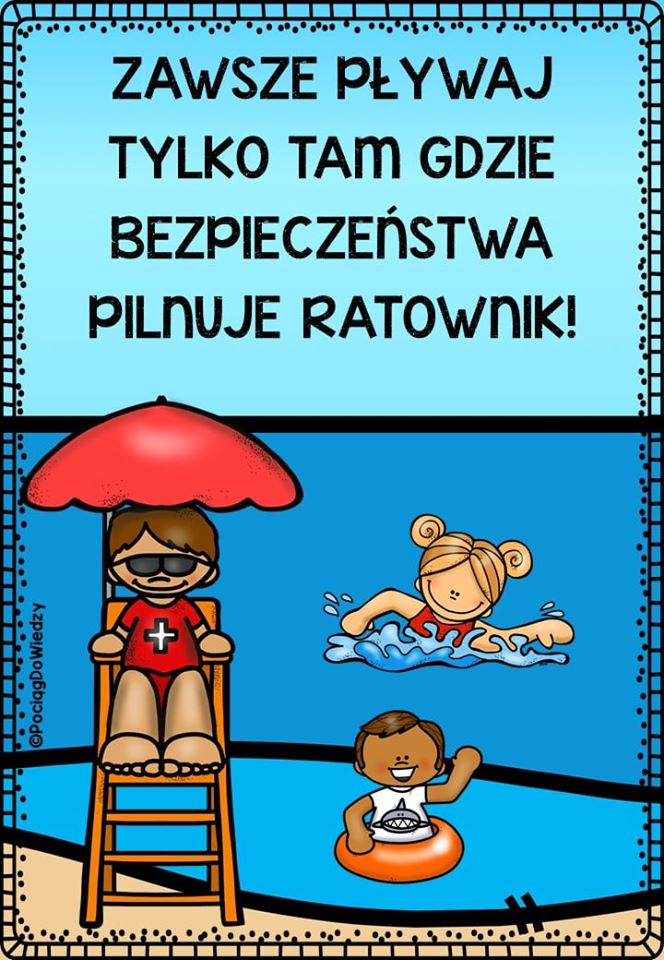 ZAWSZE PŁYWAJ
TYLKO TAM GDZIE
BEZPIECZEŃSTWA
PILNUJE RATOWNIK!
©PociągDoWiedzy